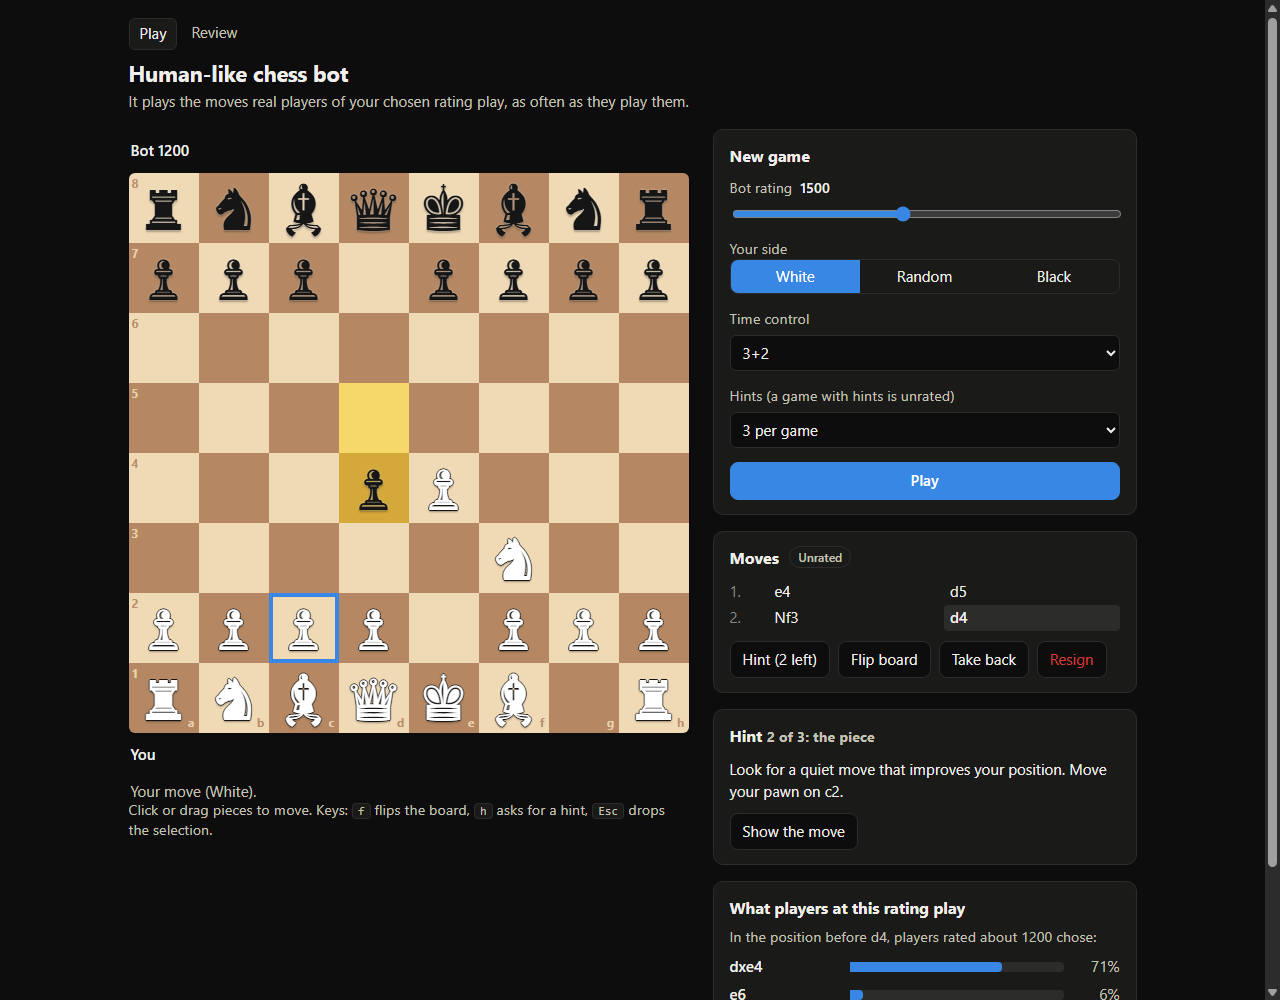 Play
Review
Human-like chess bot
It plays the moves real players of your chosen rating play, as often as they play them.
Bot 1200
8
7
6
5
4
3
2
1
a
b
c
d
e
f
g
h
You
Your move (White).
Click or drag pieces to move. Keys: f flips the board, h asks for a hint, Esc drops
the selection.
New game
Bot rating 1500
Your side
White
Random
Black
Time control
3+2
Hints (a game with hints is unrated)
3 per game
Play
Moves Unrated
1. e4 d5
2. Nf3 d4
Hint (2 left)
Flip board
Take back
Resign
Hint 2 of 3: the piece
Look for a quiet move that improves your position. Move
your pawn on c2.
Show the move
What players at this rating play
In the position before d4, players rated about 1200 chose:
dxe4 71%
e6 6%